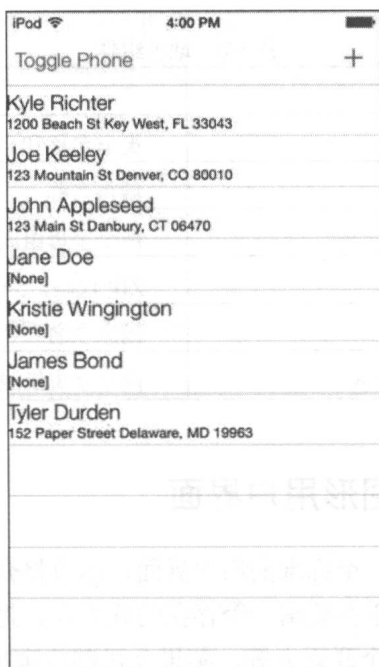 iPod 4:00 PM
Toggle Phone +
Kyle Richter
1200 Beach St Key West, FL 33043
Joe Keeley
123 Mountain St Denver, CO 80010
John Appleseed
123 Main St Danbury, CT 06470
Jane Doe
[None]
Kristie Wingington
[None]
James Bond
[None]
Tyler Durden
152 Paper Street Delaware, MD 19963